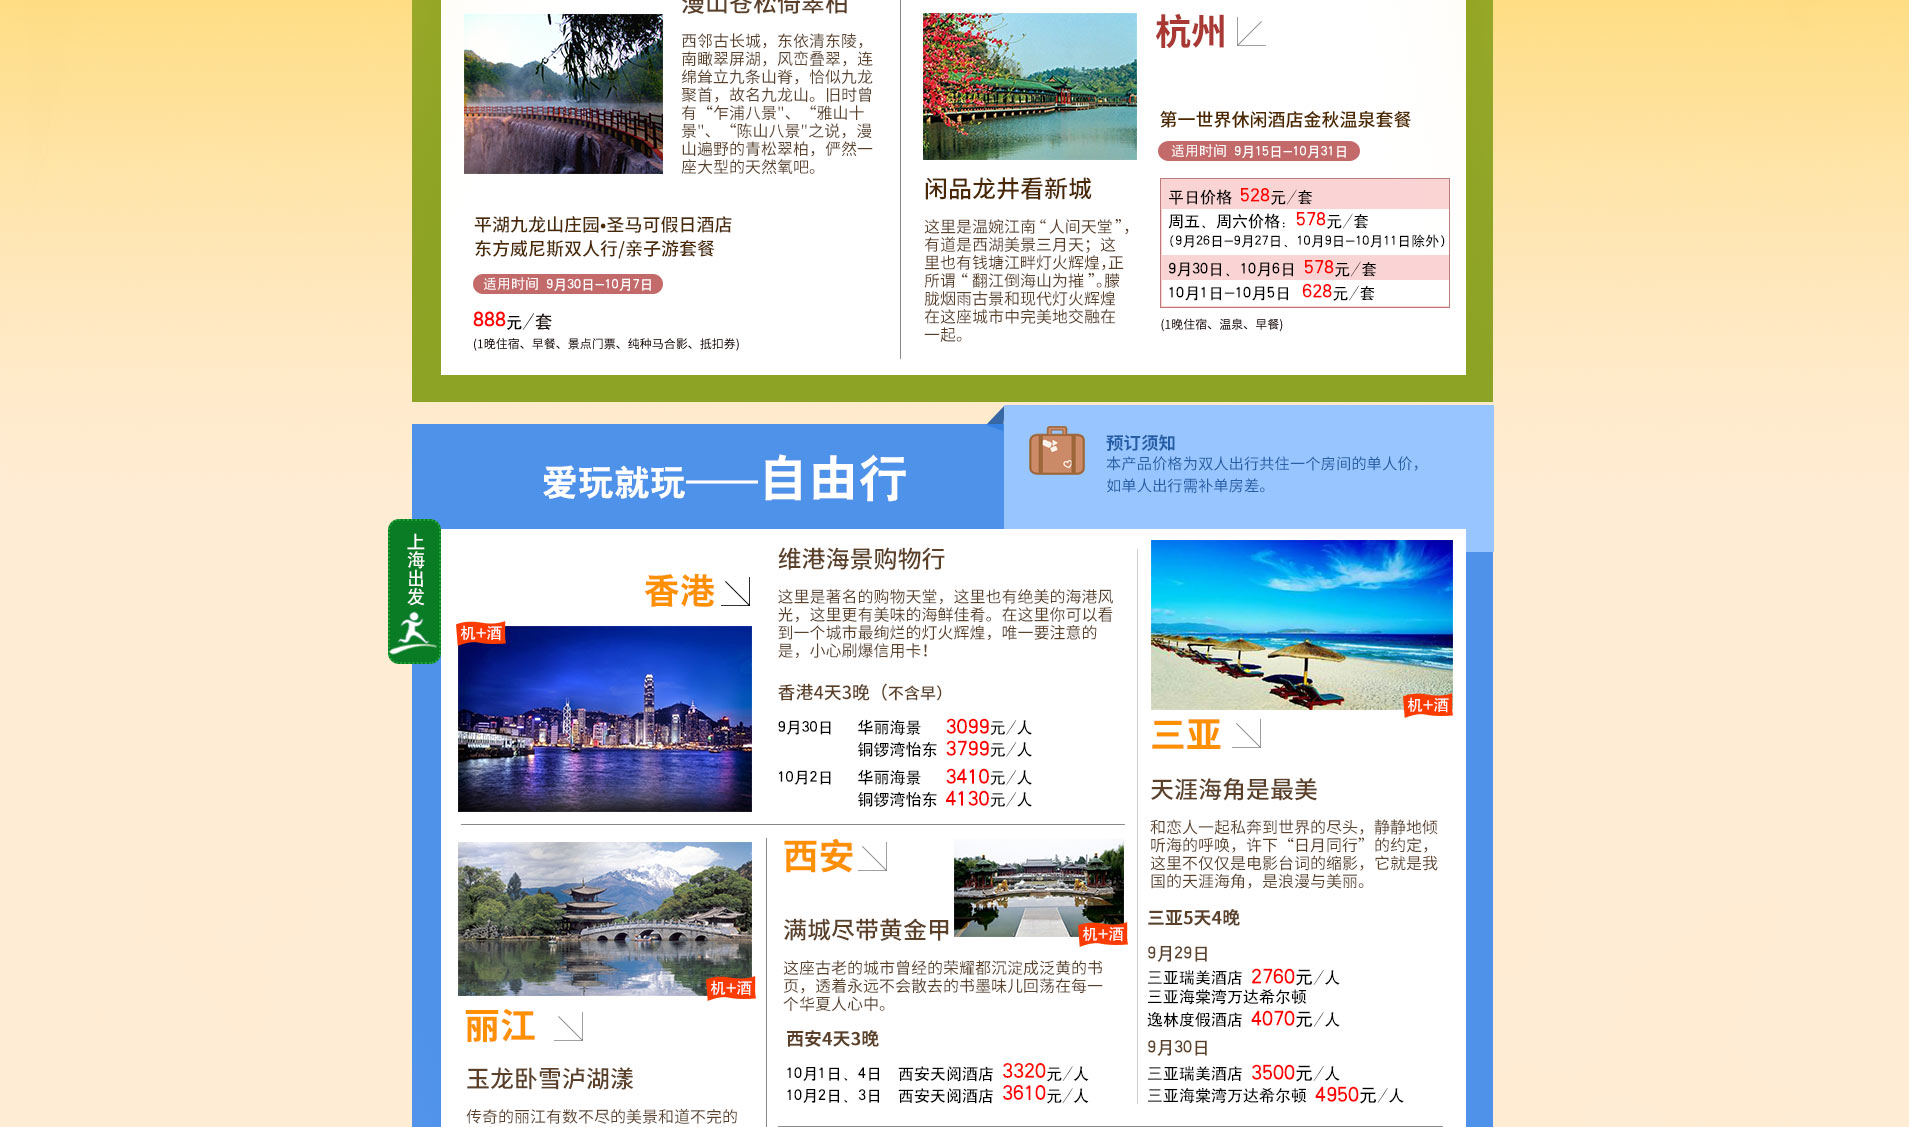 漫山苍松倚翠柏
西邻古长城，东依清东陵，
南瞰翠屏湖，风峦叠翠，连
绵耸立九条山脊，恰似九龙
聚首，故名九龙山。旧时曾
有“乍浦八景"、“雅山十
景"、“陈山八景"之说，漫
山遍野的青松翠柏，俨然一
座大型的天然氧吧。
平湖九龙山庄园•圣马可假日酒店
东方威尼斯双人行/亲子游套餐
适用时间 9月30日—10月7日
888元/套
(1晚住宿、早餐、景点门票、纯种马合影、抵扣券)
闲品龙井看新城
这里是温婉江南“人间天堂”，
有道是西湖美景三月天；这
里也有钱塘江畔灯火辉煌,正
所谓“翻江倒海山为摧”。朦
胧烟雨古景和现代灯火辉煌
在这座城市中完美地交融在
一起。
杭州
第一世界休闲酒店金秋温泉套餐
适用时间 9月15日—10月31日
平日价格 528元/套
周五、周六价格：578元/套
(9月26日—9月27日、10月9日—10月11日除外)
9月30日、10月6日 578元/套
10月1日—10月5日 628元/套
(1晚住宿、温泉、早餐)
爱玩就玩——自由行
预订须知
本产品价格为双人出行共住一个房间的单人价，
如单人出行需补单房差。
上海出发
香港
机+酒
维港海景购物行
这里是著名的购物天堂，这里也有绝美的海港风
光，这里更有美味的海鲜佳肴。在这里你可以看
到一个城市最绚烂的灯火辉煌，唯一要注意的
是，小心刷爆信用卡！
香港4天3晚（不含早）
9月30日 华丽海景 3099元/人
铜锣湾怡东 3799元/人
10月2日 华丽海景 3410元/人
铜锣湾怡东 4130元/人
机+酒
丽江
玉龙卧雪泸湖漾
传奇的丽江有数不尽的美景和道不完的
西安
机+酒
满城尽带黄金甲
这座古老的城市曾经的荣耀都沉淀成泛黄的书
页，透着永远不会散去的书墨味儿回荡在每一
个华夏人心中。
西安4天3晚
10月1日、4日 西安天阅酒店 3320元/人
10月2日、3日 西安天阅酒店 3610元/人
机+酒
三亚
天涯海角是最美
和恋人一起私奔到世界的尽头，静静地倾
听海的呼唤，许下“日月同行”的约定，
这里不仅仅是电影台词的缩影，它就是我
国的天涯海角，是浪漫与美丽。
三亚5天4晚
9月29日
三亚瑞美酒店 2760元/人
三亚海棠湾万达希尔顿
逸林度假酒店 4070元/人
9月30日
三亚瑞美酒店 3500元/人
三亚海棠湾万达希尔顿 4950元/人